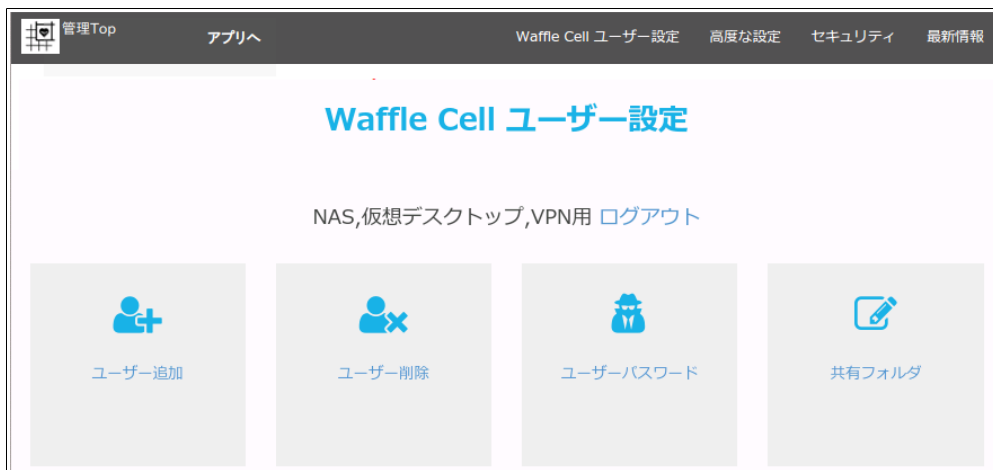 管理Top アプリへ Waffle Cell ユーザー設定 高度な設定 セキュリティ 最新情報
Waffle Cell ユーザー設定
NAS,仮想デスクトップ,VPN用 ログアウト
ユーザー追加 ユーザー削除 ユーザーパスワード 共有フォルダ